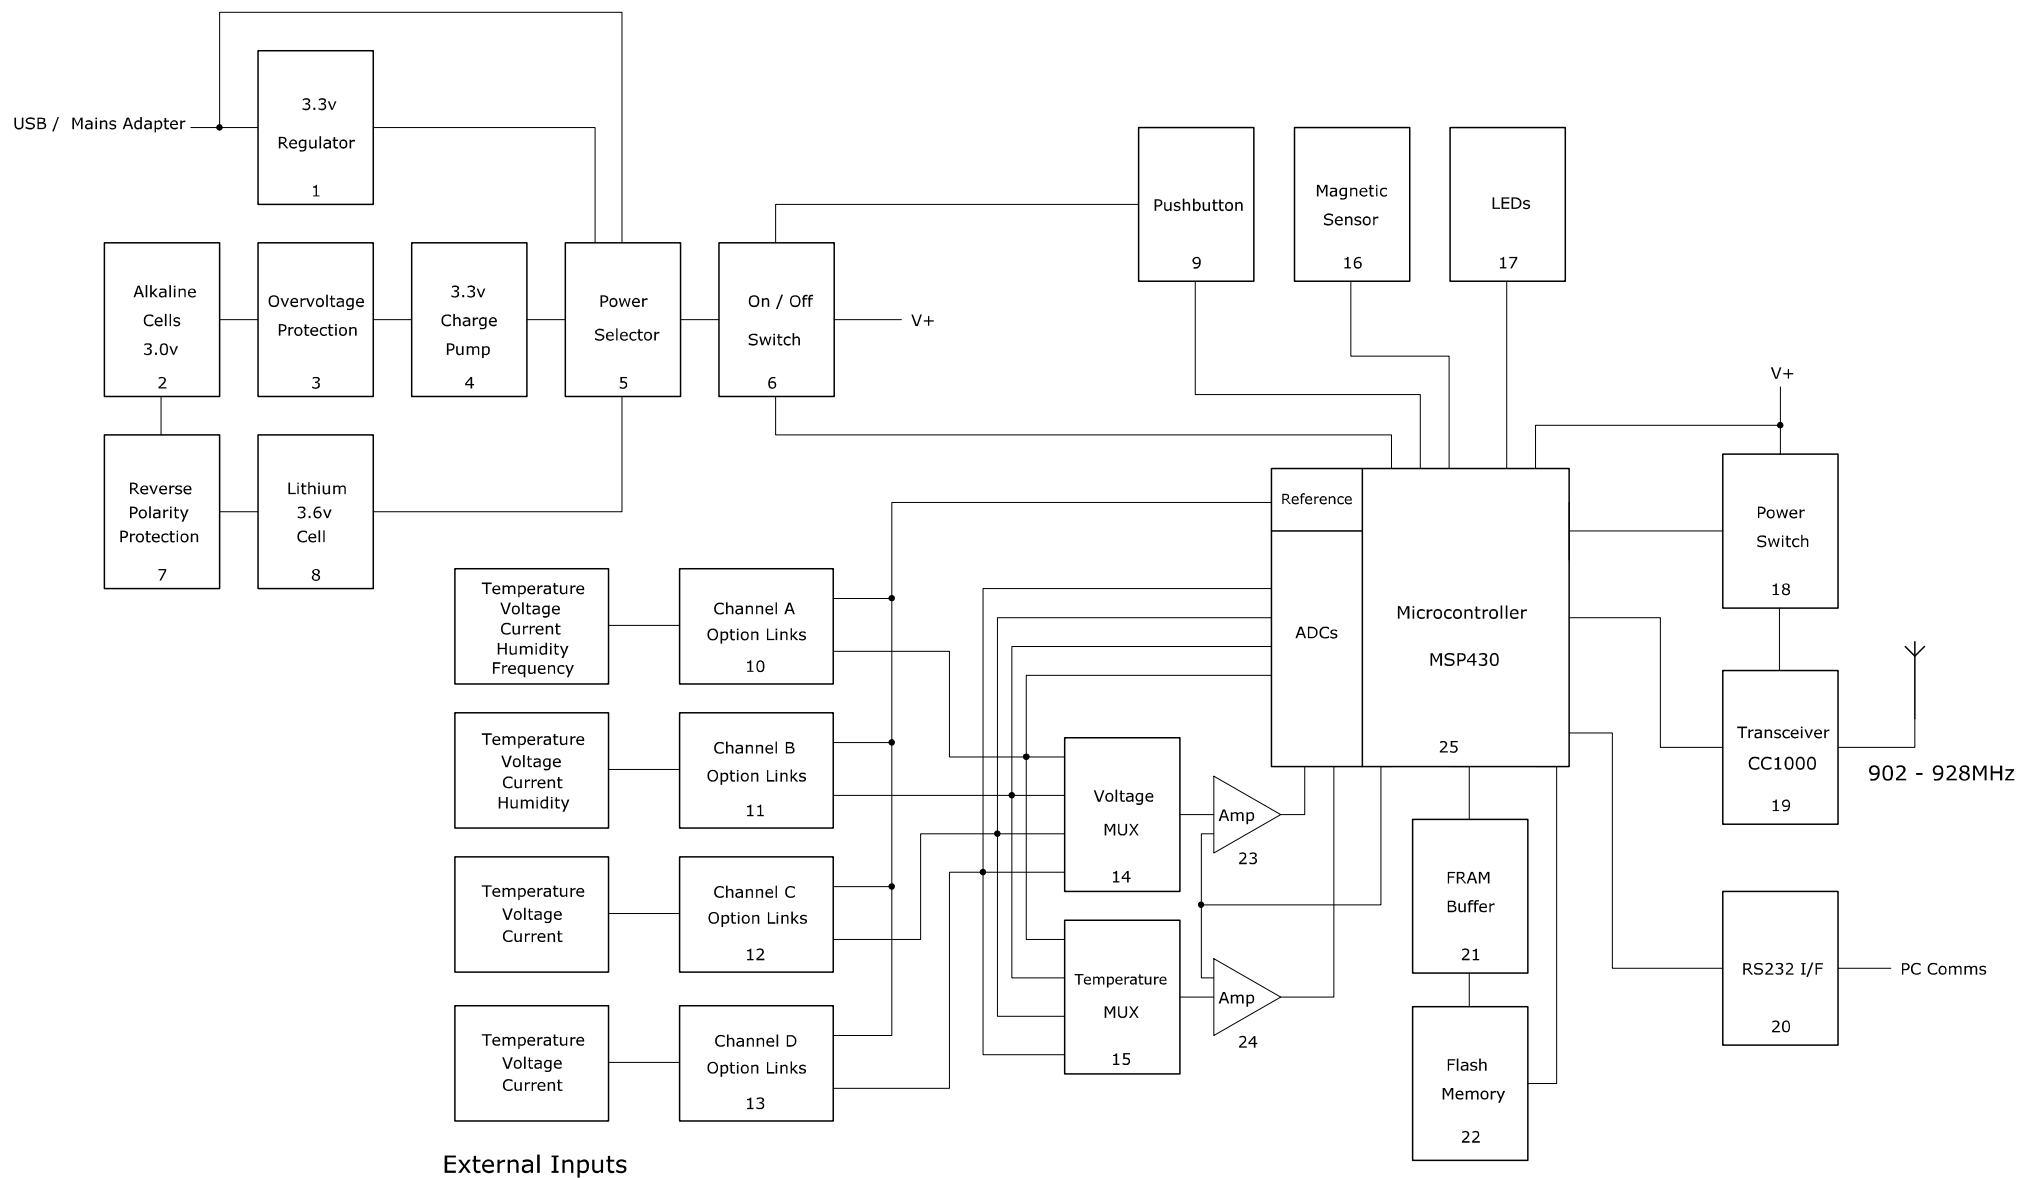 USB /  Mains Adapter
3.3v
Regulator
1
Alkaline
Cells
3.0v
2
Overvoltage
Protection
3
3.3v
Charge
Pump
4
Power
Selector
5
On / Off
Switch
6
V+
Reverse
Polarity
Protection
7
Lithium
3.6v
Cell
8
Pushbutton
9
Magnetic
Sensor
16
LEDs
17
V+
Temperature
Voltage
Current
Humidity
Frequency
Channel A
Option Links
10
Temperature
Voltage
Current
Humidity
Channel B
Option Links
11
Temperature
Voltage
Current
Channel C
Option Links
12
Temperature
Voltage
Current
Channel D
Option Links
13
External Inputs
Voltage
MUX
14
Temperature
MUX
15
Amp
23
Amp
24
Reference
ADCs
Microcontroller
MSP430
25
Power
Switch
18
Transceiver
CC1000
19
902 - 928MHz
FRAM
Buffer
21
Flash
Memory
22
RS232 I/F
20
PC Comms